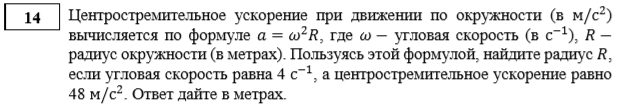 14
Центростремительное ускорение при движении по окружности (в м/с²)
вычисляется по формуле a = ω²R, где ω − угловая скорость (в с⁻¹), R −
радиус окружности (в метрах). Пользуясь этой формулой, найдите радиус R,
если угловая скорость равна 4 с⁻¹, а центростремительное ускорение равно
48 м/с². Ответ дайте в метрах.